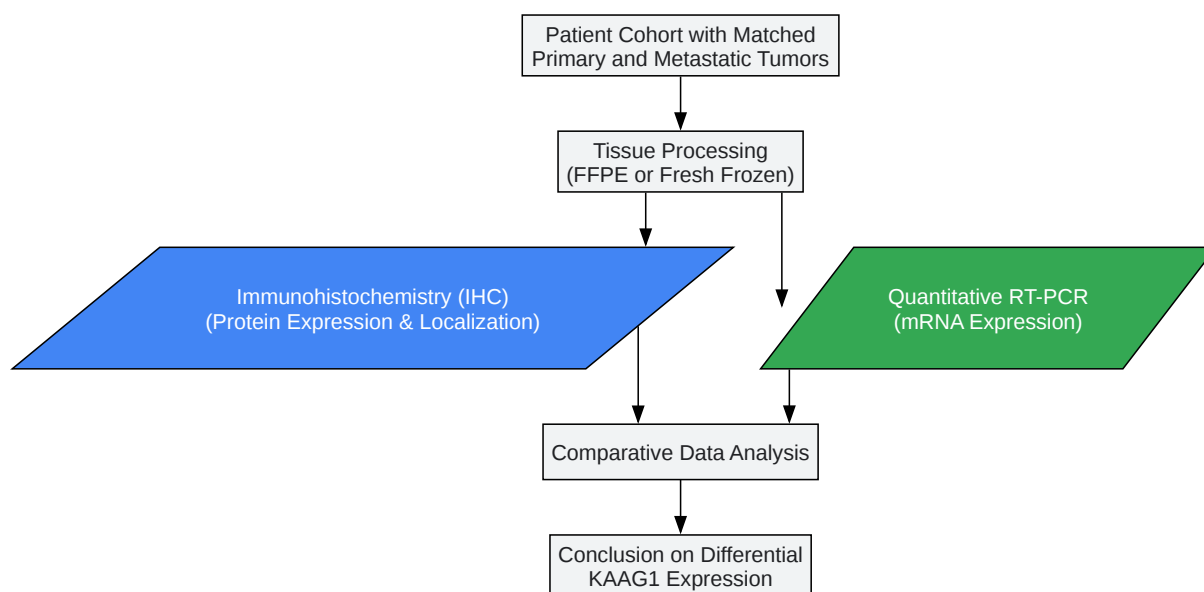 Patient Cohort with Matched
Primary and Metastatic Tumors
Tissue Processing
(FFPE or Fresh Frozen)
Immunohistochemistry (IHC)
(Protein Expression & Localization)
Quantitative RT-PCR
(mRNA Expression)
Comparative Data Analysis
Conclusion on Differential
KAAG1 Expression